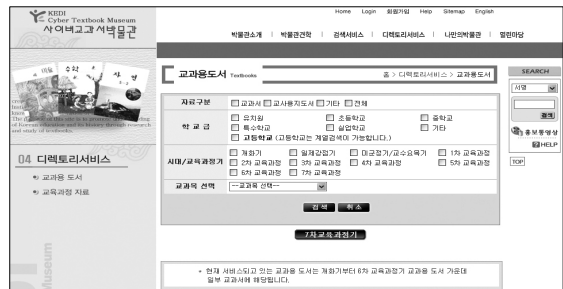 KEDI
Cyber Textbook Museum
사이버교과서박물관
Home Login 회원가입 Help Sitemap English
박물관소개 | 박물관견학 | 검색서비스 | 디렉토리서비스 | 나만의박물관 | 열린마당
수학
04 디렉토리서비스
교과용 도서
교육과정 자료
교과용도서 Textbooks
홈 > 디렉토리서비스 > 교과용도서
자료구분 교과서 교사용지도서 기타 전체
학교급 유치원 초등학교 중학교
특수학교 실업학교 기타
고등학교 (고등학교는 계열검색이 가능합니다.)
시대/교육과정기 개화기 일제강점기 미군정기/교수요목기 1차 교육과정
2차 교육과정 3차 교육과정 4차 교육과정 5차 교육과정
6차 교육과정 7차 교육과정
교과목 선택 --교과목 선택--
검색 취소
7차교육과정기
+ 현재 서비스되고 있는 교과용 도서는 개화기부터 6차 교육과정기 교과용 도서 가운데
일부 교과서에 해당됩니다.
SEARCH
서명
검색
홍보동영상
HELP
TOP
museum